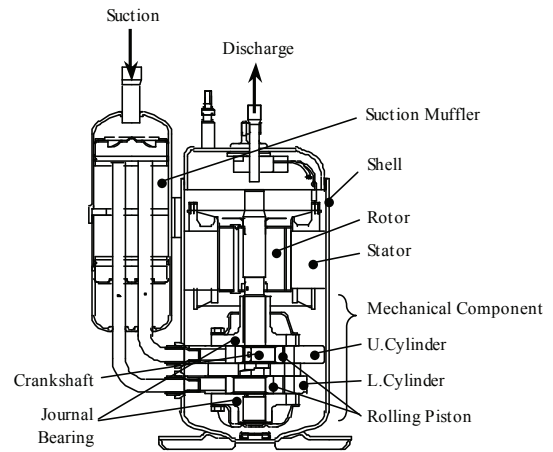 Suction
Discharge
Suction Muffler
Shell
Rotor
Stator
Mechanical Component
U.Cylinder
L.Cylinder
Rolling Piston
Crankshaft
Journal
Bearing